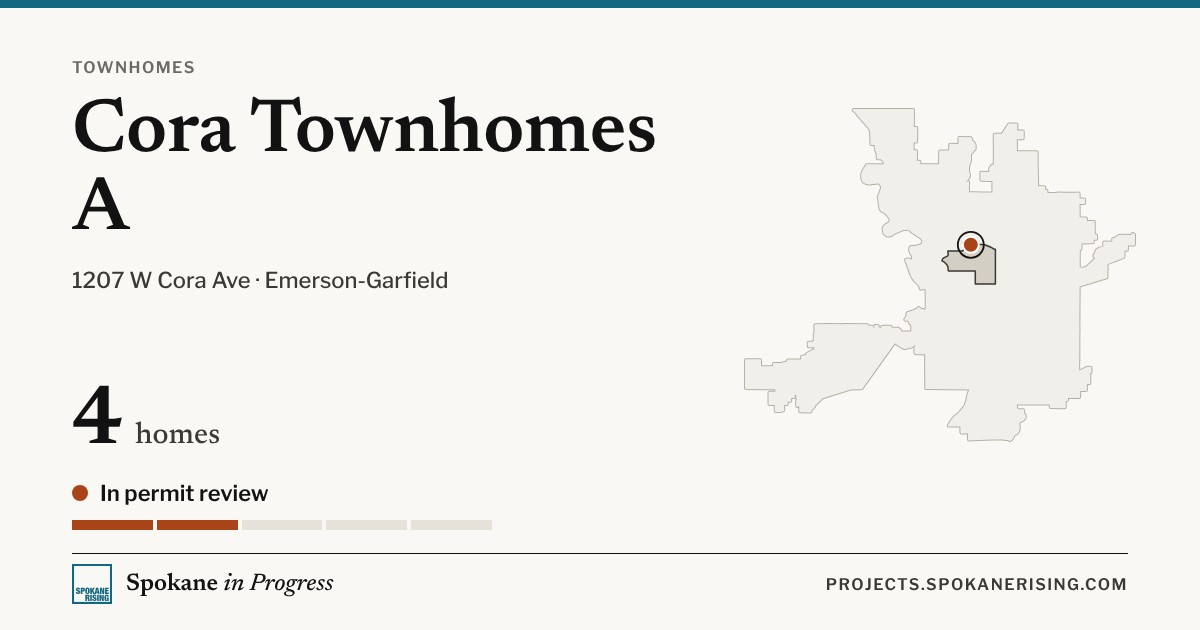 TOWNHOMES
Cora Townhomes
A
1207 W Cora Ave · Emerson-Garfield
4 homes
In permit review
SPOKANE
RISING
Spokane in Progress
PROJECTS.SPOKANERISING.COM